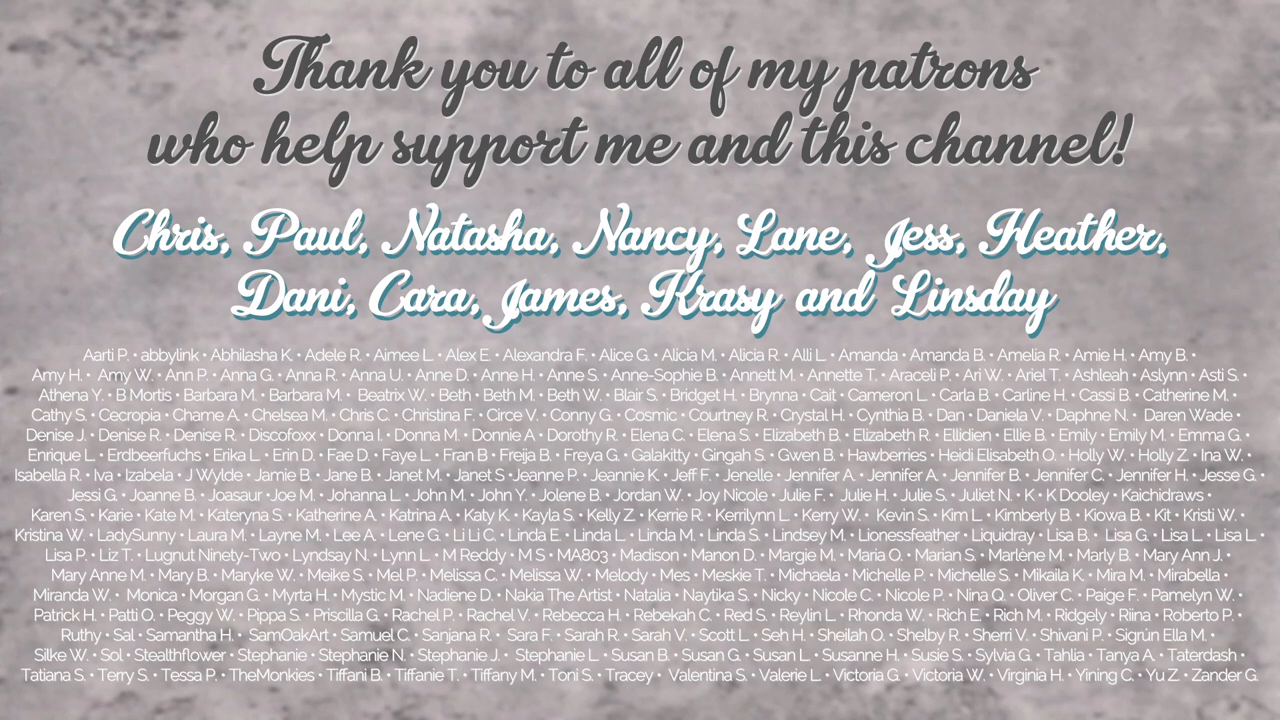 Thank you to all of my patrons
who help support me and this channel!
Chris, Paul, Natasha, Nancy, Lane, Jess, Heather,
Dani, Cara, James, Krasy and Linsday
Aarti P. • abbylink • Abhilasha K. • Adele R. • Aimee L. • Alex E. • Alexandra F. • Alice G. • Alicia M. • Alicia R. • Alli L. • Amanda • Amanda B. • Amelia R. • Amie H. • Amy B. •
Amy H. • Amy W. • Ann P. • Anna G. • Anna R. • Anna U. • Anne D. • Anne H. • Anne S. • Anne-Sophie B. • Annett M. • Annette T. • Araceli P. • Ari W. • Ariel T. • Ashleah • Aslynn • Asti S. •
Athena Y. • B Mortis • Barbara M. • Barbara M. • Beatrix W. • Beth • Beth M. • Beth W. • Blair S. • Bridget H. • Brynna • Cait • Cameron L. • Carla B. • Carline H. • Cassi B. • Catherine M. •
Cathy S. • Cecropia • Charne A. • Chelsea M. • Chris C. • Christina F. • Circe V. • Conny G. • Cosmic • Courtney R. • Crystal H. • Cynthia B. • Dan • Daniela V. • Daphne N. • Daren Wade •
Denise J. • Denise R. • Denise R. • Discofoxx • Donna I. • Donna M. • Donnie A • Dorothy R. • Elena C. • Elena S. • Elizabeth B. • Elizabeth R. • Ellidien • Ellie B. • Emily • Emily M. • Emma G. •
Enrique L. • Erdbeerfuchs • Erika L. • Erin D. • Fae D. • Faye L. • Fran B • Freija B. • Freya G. • Galakitty • Gingah S. • Gwen B. • Hawberries • Heidi Elisabeth O. • Holly W. • Holly Z. • Ina W. •
Isabella R. • Iva • Izabela • J Wylde • Jamie B. • Jane B. • Janet M. • Janet S •Jeanne P. • Jeannie K. • Jeff F. • Jenelle • Jennifer A. • Jennifer A. • Jennifer B. • Jennifer C. • Jennifer H. • Jesse G. •
Jessi G. • Joanne B. • Joasaur • Joe M. • Johanna L. • John M. • John Y. • Jolene B. • Jordan W. • Joy Nicole • Julie F. • Julie H. • Julie S. • Juliet N. • K • K Dooley • Kaichidraws •
Karen S. • Karie • Kate M. • Kateryna S. • Katherine A. • Katrina A. • Katy K. • Kayla S. • Kelly Z. • Kerrie R. • Kerrilynn L. • Kerry W. • Kevin S. • Kim L. • Kimberly B. • Kiowa B. • Kit • Kristi W. •
Kristina W. • LadySunny • Laura M. • Layne M. • Lee A. • Lene G. • Li Li C. • Linda E. • Linda L. • Linda M. • Linda S. • Lindsey M. • Lionessfeather • Liquidray • Lisa B. • Lisa G. • Lisa L. • Lisa L. •
Lisa P. • Liz T. • Lugnut Ninety-Two • Lyndsay N. • Lynn L. • M Reddy • M S • MA803 • Madison • Manon D. • Margie M. • Maria O. • Marian S. • Marlène M. • Marly B. • Mary Ann J. •
Mary Anne M. • Mary B. • Maryke W. • Meike S. • Mel P. • Melissa C. • Melissa W. • Melody • Mes • Meskie T. • Michaela • Michelle P. • Michelle S. • Mikaila K. • Mira M. • Mirabella •
Miranda W. • Monica • Morgan G. • Myrta H. • Mystic M. • Nadiene D. • Nakia The Artist • Natalia • Naytika S. • Nicky • Nicole C. • Nicole P. • Nina Q. • Oliver C. • Paige F. • Pamelyn W. •
Patrick H. • Patti O. • Peggy W. • Pippa S. • Priscilla G. • Rachel P. • Rachel V. • Rebecca H. • Rebekah C. • Red S. • Reylin L. • Rhonda W. • Rich E. • Rich M. • Ridgely • Riina • Roberto P. •
Ruthy • Sal • Samantha H. • SamOakArt • Samuel C. • Sanjana R. • Sara F. • Sarah R. • Sarah V. • Scott L. • Seh H. • Sheilah O. • Shelby R. • Sherri V. • Shivani P. • Sigrún Ella M. •
Silke W. • Sol • Stealthflower • Stephanie • Stephanie N. • Stephanie J. • Stephanie L. • Susan B. • Susan G. • Susan L. • Susanne H. • Susie S. • Sylvia G. • Tahlia • Tanya A. • Taterdash •
Tatiana S. • Terry S. • Tessa P. • TheMonkies • Tiffani B. • Tiffanie T. • Tiffany M. • Toni S. • Tracey • Valentina S. • Valerie L. • Victoria G. • Victoria W. • Virginia H. • Yining C. • Yu Z. • Zander G.